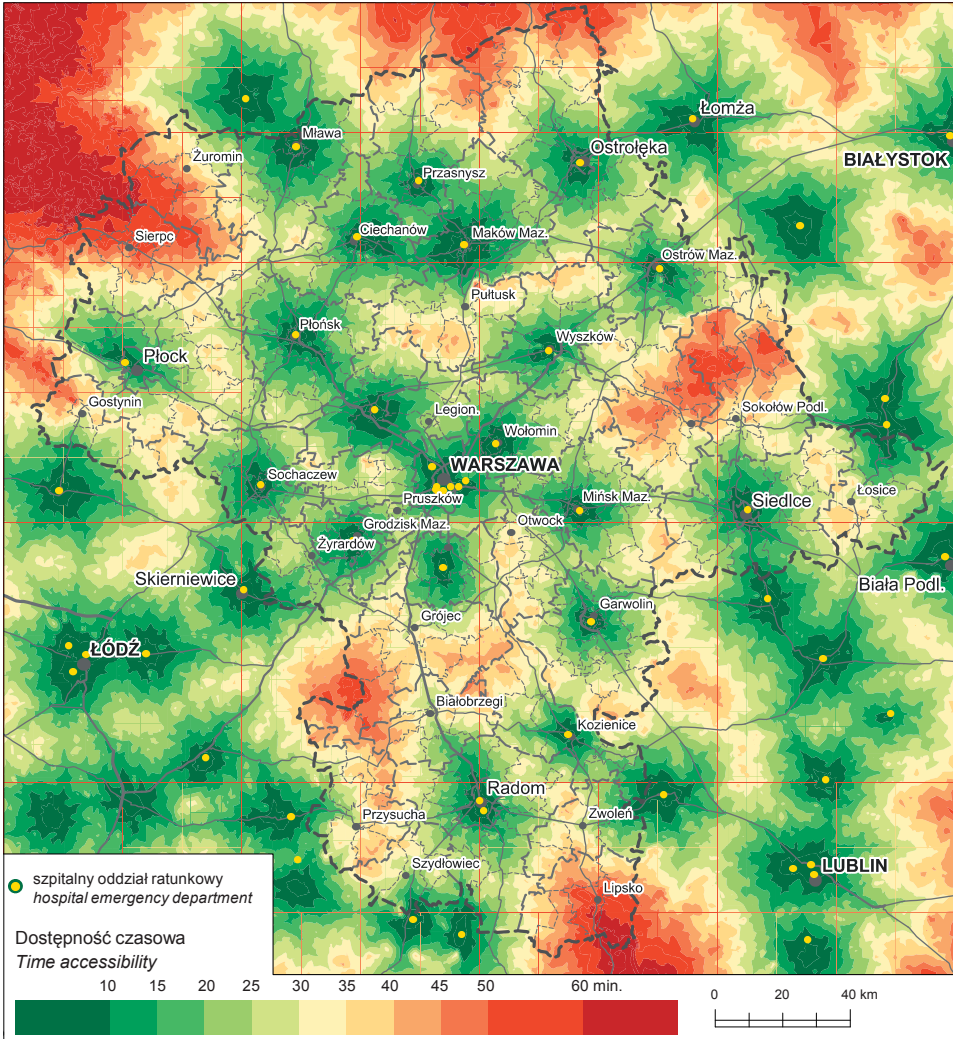 Łomża
Mława
Ostrołęka
BIAŁYSTOK
Żuromin
Przasnysz
Ciechanów
Maków Maz.
Sierpc
Ostrów Maz.
Pułtusk
Płońsk
Wyszków
Płock
Gostynin
Legion.
Sokołów Podl.
Wołomin
WARSZAWA
Sochaczew
Pruszków
Mińsk Maz.
Siedlce
Łosice
Grodzisk Maz.
Otwock
Żyrardów
Skierniewice
Biała Podl.
Garwolin
Grójec
ŁÓDŹ
Białobrzegi
Kozienice
Radom
Przysucha
Zwoleń
Szydłowiec
LUBLIN
Lipsko
szpitalny oddział ratunkowy
hospital emergency department
Dostępność czasowa
Time accessibility
10 15 20 25 30 35 40 45 50 60 min.
0 20 40 km